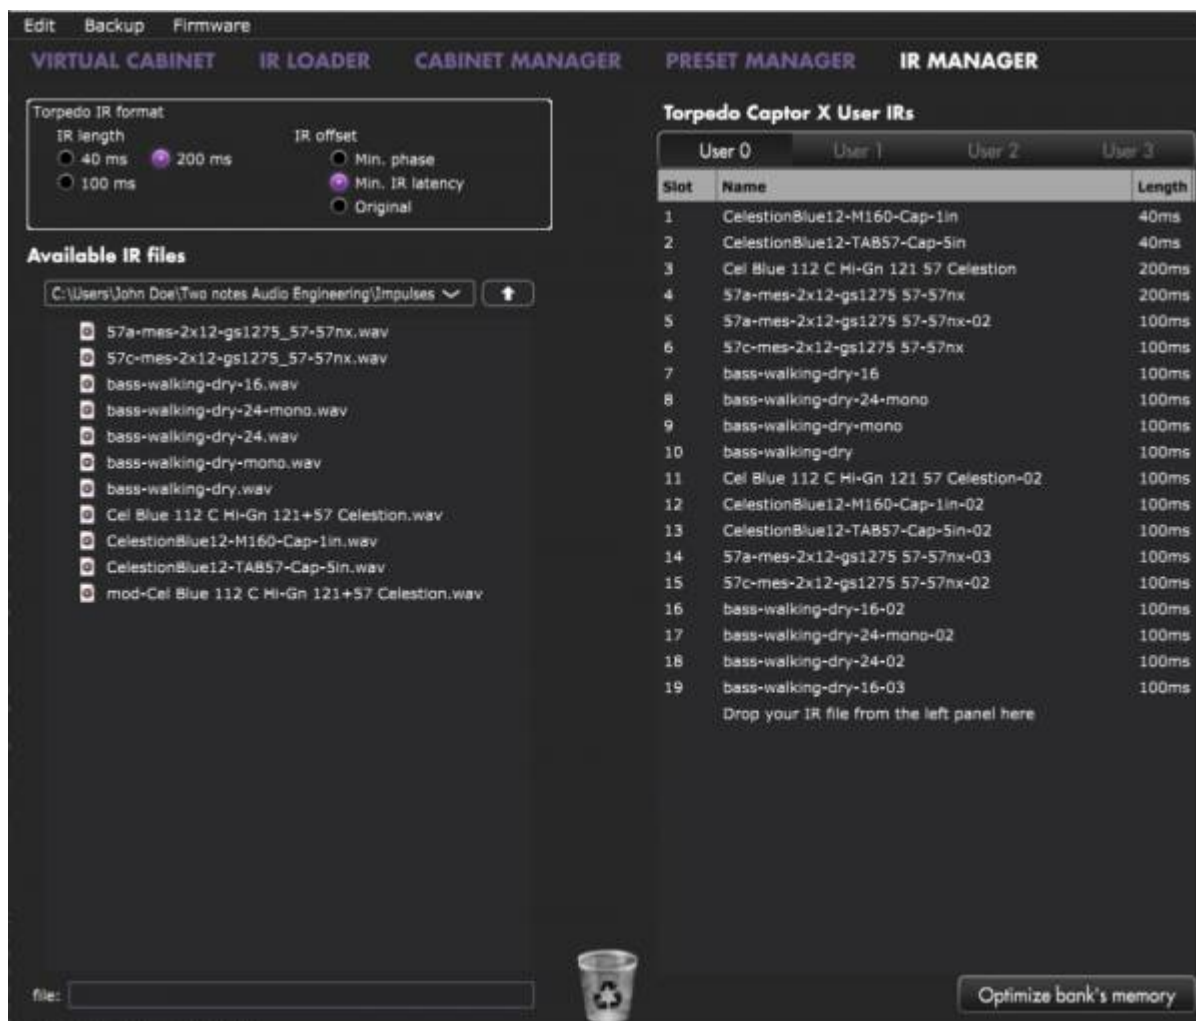 Edit Backup Firmware
VIRTUAL CABINET IR LOADER CABINET MANAGER PRESET MANAGER IR MANAGER
Torpedo IR format
IR length IR offset
40 ms 200 ms Min. phase
100 ms Min. IR latency
Original
Available IR files
C:\Users\John Doe\Two notes Audio Engineering\Impulses
57a-mes-2x12-gs1275_57-57nx.wav
57c-mes-2x12-gs1275_57-57nx.wav
bass-walking-dry-16.wav
bass-walking-dry-24-mono.wav
bass-walking-dry-24.wav
bass-walking-dry-mono.wav
bass-walking-dry.wav
Cel Blue 112 C Hi-Gn 121+57 Celestion.wav
CelestionBlue12-M160-Cap-1in.wav
CelestionBlue12-TAB57-Cap-5in.wav
mod-Cel Blue 112 C Hi-Gn 121+57 Celestion.wav
file:
Torpedo Captor X User IRs
User 0 User 1 User 2 User 3
Slot Name Length
1 CelestionBlue12-M160-Cap-1in 40ms
2 CelestionBlue12-TAB57-Cap-5in 40ms
3 Cel Blue 112 C Hi-Gn 121 57 Celestion 200ms
4 57a-mes-2x12-gs1275 57-57nx 200ms
5 57a-mes-2x12-gs1275 57-57nx-02 100ms
6 57c-mes-2x12-gs1275 57-57nx 100ms
7 bass-walking-dry-16 100ms
8 bass-walking-dry-24-mono 100ms
9 bass-walking-dry-mono 100ms
10 bass-walking-dry 100ms
11 Cel Blue 112 C Hi-Gn 121 57 Celestion-02 100ms
12 CelestionBlue12-M160-Cap-1in-02 100ms
13 CelestionBlue12-TAB57-Cap-5in-02 100ms
14 57a-mes-2x12-gs1275 57-57nx-03 100ms
15 57c-mes-2x12-gs1275 57-57nx-02 100ms
16 bass-walking-dry-16-02 100ms
17 bass-walking-dry-24-mono-02 100ms
18 bass-walking-dry-24-02 100ms
19 bass-walking-dry-16-03 100ms
Drop your IR file from the left panel here
Optimize bank's memory